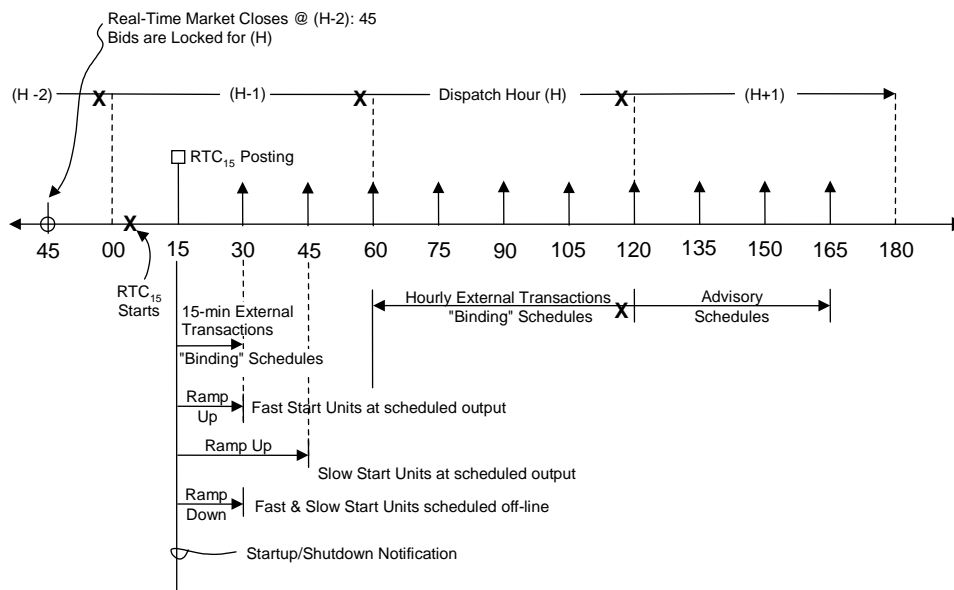 Real-Time Market Closes @ (H-2): 45
Bids are Locked for (H)
(H -2) X (H-1) X Dispatch Hour (H) X (H+1)
RTC15 Posting
X
45 00 15 30 45 60 75 90 105 120 135 150 165 180
RTC15
Starts
15-min External
Transactions
"Binding" Schedules
Hourly External Transactions
"Binding" Schedules X
Advisory
Schedules
Ramp
Up
Fast Start Units at scheduled output
Ramp Up
Slow Start Units at scheduled output
Ramp
Down
Fast & Slow Start Units scheduled off-line
Startup/Shutdown Notification